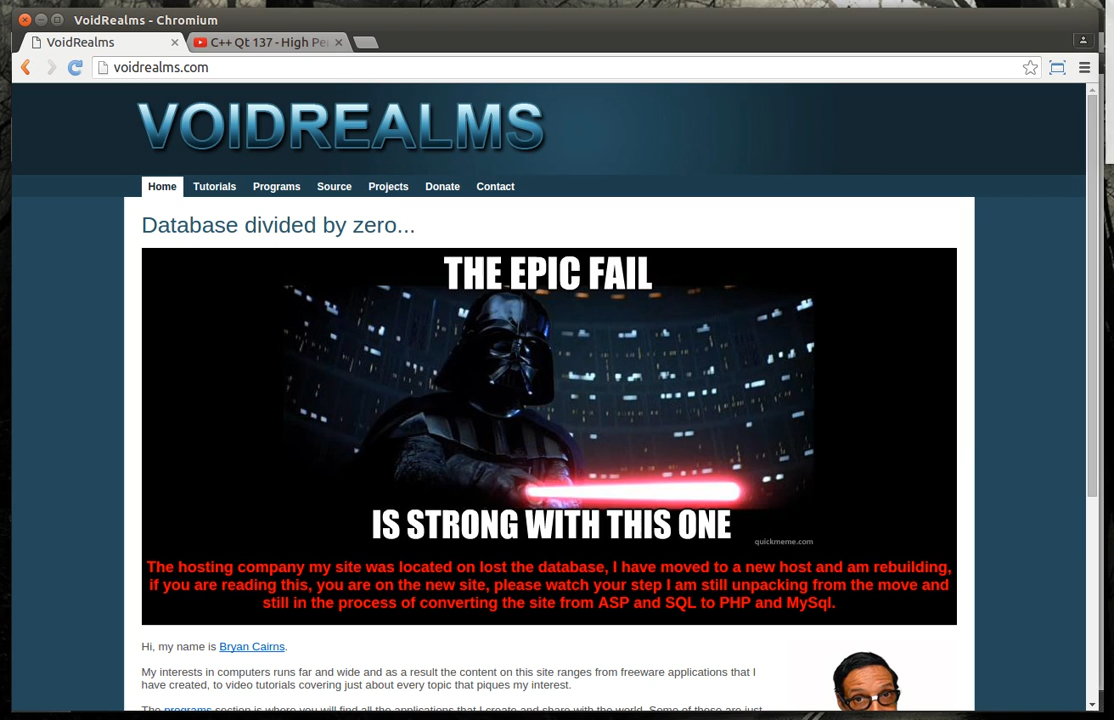 VoidRealms - Chromium
VoidRealms
C++ Qt 137 - High Per
voidrealms.com
VOIDREALMS
Home Tutorials Programs Source Projects Donate Contact
Database divided by zero...
THE EPIC FAIL
IS STRONG WITH THIS ONE
quickmeme.com
The hosting company my site was located on lost the database, I have moved to a new host and am rebuilding,
if you are reading this, you are on the new site, please watch your step I am still unpacking from the move and
still in the process of converting the site from ASP and SQL to PHP and MySql.
Hi, my name is Bryan Cairns.
My interests in computers runs far and wide and as a result the content on this site ranges from freeware applications that I
have created, to video tutorials covering just about every topic that piques my interest.
The programs section is where you will find all the applications that I create and share with the world. Some of these are just